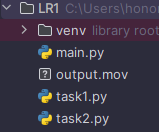 LR1 C:\Users\hono
venv library root
main.py
output.mov
task1.py
task2.py